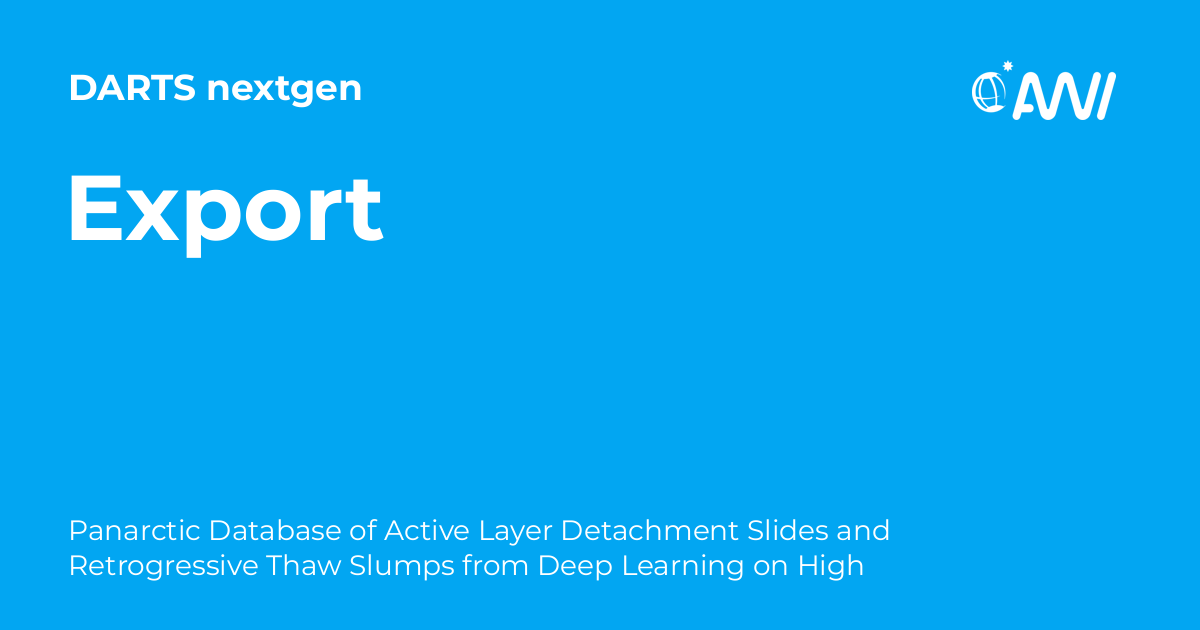 DARTS nextgen
AWI
Export
Panarctic Database of Active Layer Detachment Slides and
Retrogressive Thaw Slumps from Deep Learning on High